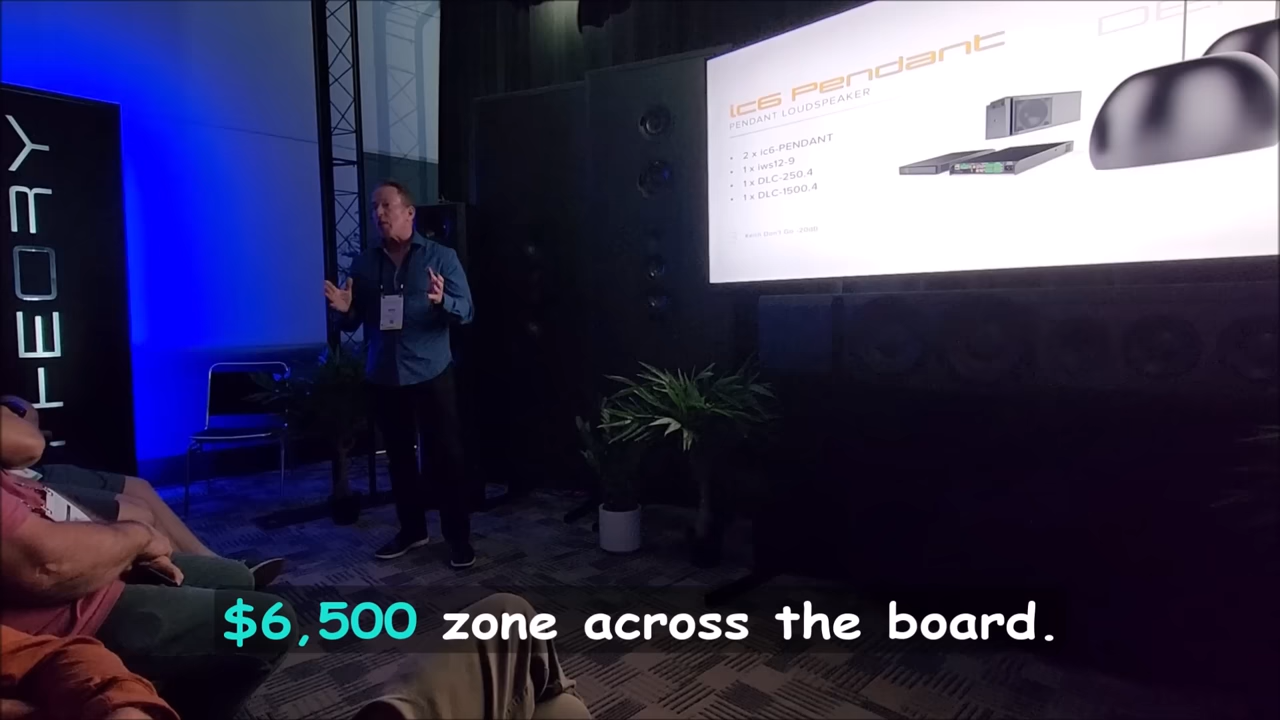 ic6 Pendant
PENDANT LOUDSPEAKER
• 2 x ic6-PENDANT
• 1 x iws12-9
• 1 x DLC-250.4
• 1 x DLC-1500.4
$6,500 zone across the board.